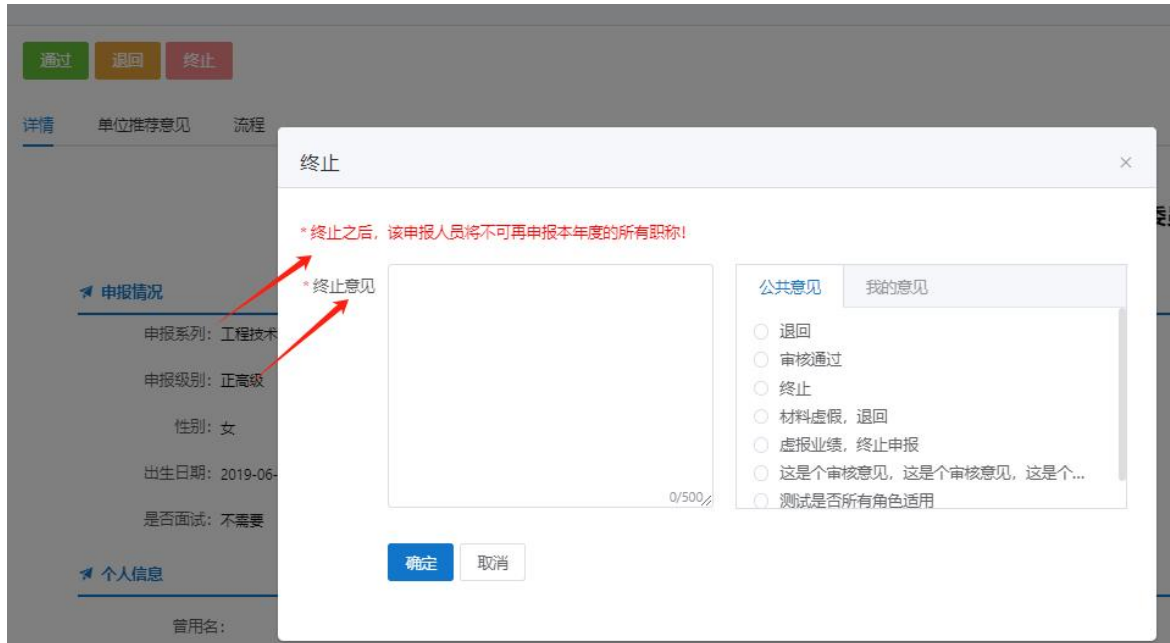 通过 退回 终止
详情 单位推荐意见 流程
终止 ×
*终止之后，该申报人员将不可再申报本年度的所有职称!
*终止意见
0/500
公共意见 我的意见
退回
审核通过
终止
材料虚假，退回
虚报业绩，终止申报
这是个审核意见，这是个审核意见，这是个...
测试是否所有角色适用
确定 取消
申报情况
申报系列： 工程技术
申报级别： 正高级
性别： 女
出生日期： 2019-06-
是否面试： 不需要
个人信息
曾用名：